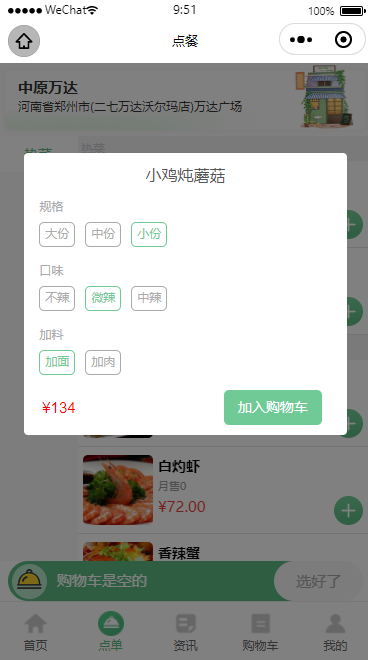 WeChat 9:51 100%
点餐
中原万达
河南省郑州市(二七万达沃尔玛店)万达广场
热菜
小鸡炖蘑菇
规格
大份 中份 小份
口味
不辣 微辣 中辣
加料
加面 加肉
¥134 加入购物车
白灼虾
月售0
¥72.00
香辣蟹
购物车是空的 选好了
首页 点单 资讯 购物车 我的